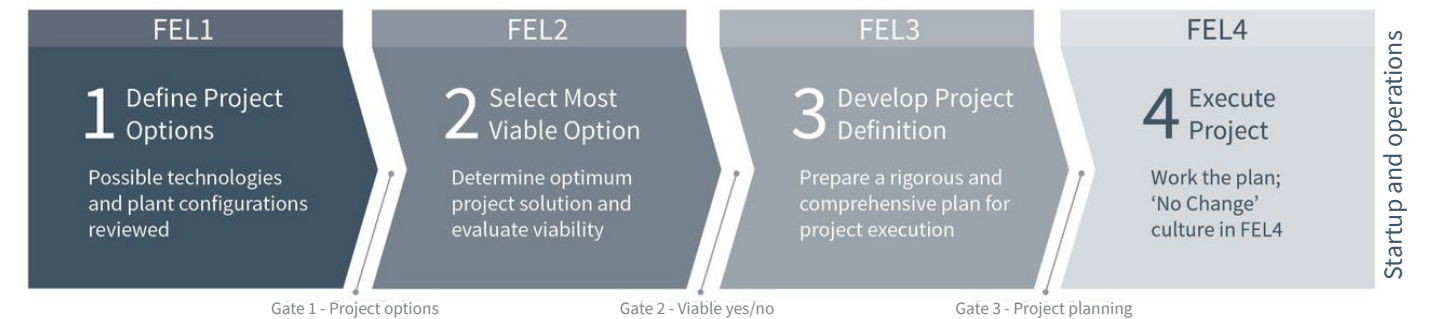 FEL1
1
Define Project
Options
Possible technologies
and plant configurations
reviewed
FEL2
2
Select Most
Viable Option
Determine optimum
project solution and
evaluate viability
FEL3
3
Develop Project
Definition
Prepare a rigorous and
comprehensive plan for
project execution
FEL4
4
Execute
Project
Work the plan;
‘No Change’
culture in FEL4
Startup and operations
Gate 1 - Project options
Gate 2 - Viable yes/no
Gate 3 - Project planning